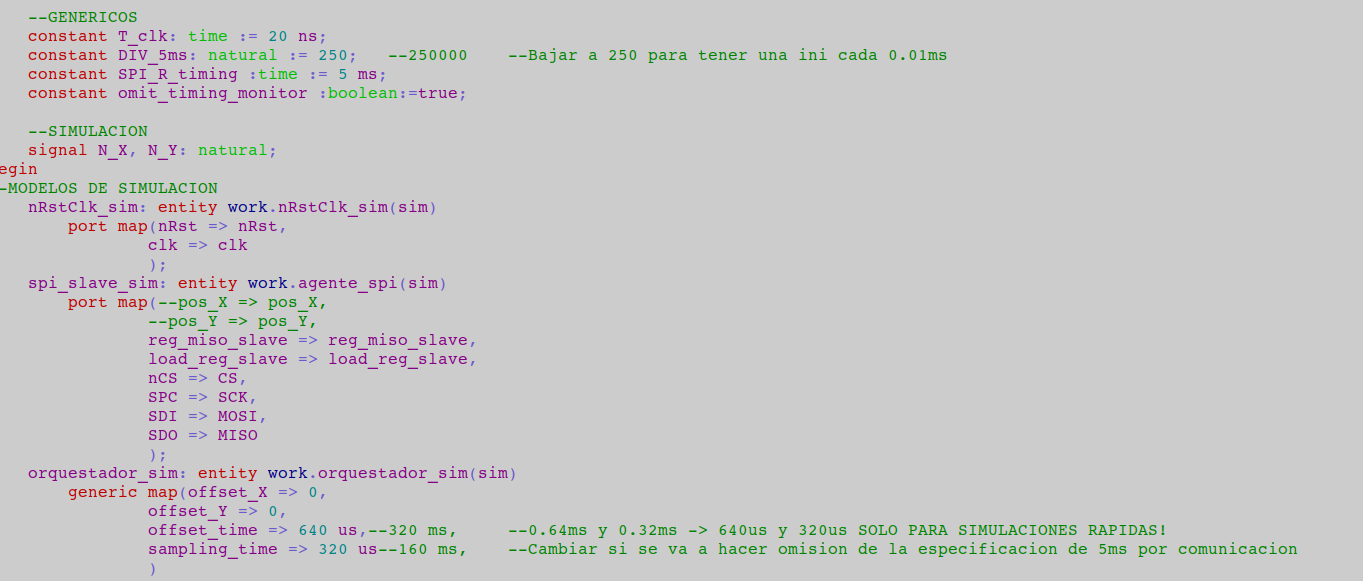 --GENERICOS
constant T_clk: time := 20 ns;
constant DIV_5ms: natural := 250;   --250000    --Bajar a 250 para tener una ini cada 0.01ms
constant SPI_R_timing :time := 5 ms;
constant omit_timing_monitor :boolean:=true;
--SIMULACION
signal N_X, N_Y: natural;
egin
-MODELOS DE SIMULACION
nRstClk_sim: entity work.nRstClk_sim(sim)
port map(nRst => nRst,
clk => clk
);
spi_slave_sim: entity work.agente_spi(sim)
port map(--pos_X => pos_X,
--pos_Y => pos_Y,
reg_miso_slave => reg_miso_slave,
load_reg_slave => load_reg_slave,
nCS => CS,
SPC => SCK,
SDI => MOSI,
SDO => MISO
);
orquestador_sim: entity work.orquestador_sim(sim)
generic map(offset_X => 0,
offset_Y => 0,
offset_time => 640 us,--320 ms,     --0.64ms y 0.32ms -> 640us y 320us SOLO PARA SIMULACIONES RAPIDAS!
sampling_time => 320 us--160 ms,    --Cambiar si se va a hacer omision de la especificacion de 5ms por comunicacion
)